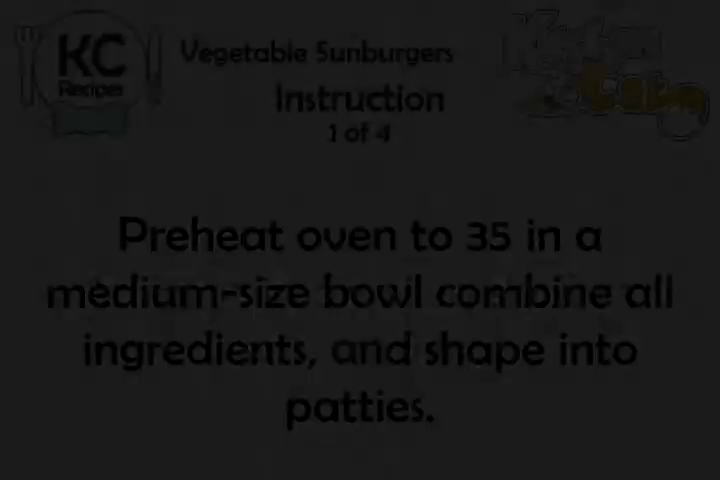 KC
Recipes
Vegetable Sunburgers
Instruction
1 of 4
Preheat oven to 35 in a
medium-size bowl combine all
ingredients, and shape into
patties.